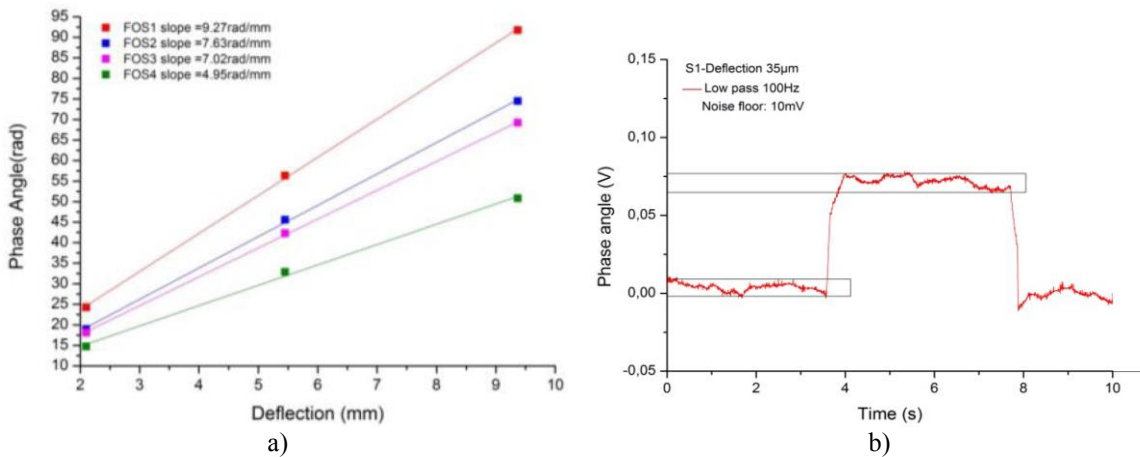 FOS1 slope =9.27rad/mm
FOS2 slope =7.63rad/mm
FOS3 slope =7.02rad/mm
FOS4 slope =4.95rad/mm
Phase Angle(rad)
95
90
85
80
75
70
65
60
55
50
45
40
35
30
25
20
15
10
2 3 4 5 6 7 8 9 10
Deflection (mm)
a)
S1-Deflection 35µm
Low pass 100Hz
Noise floor: 10mV
Phase angle (V)
0,15
0,10
0,05
0,00
-0,05
0 2 4 6 8 10
Time (s)
b)